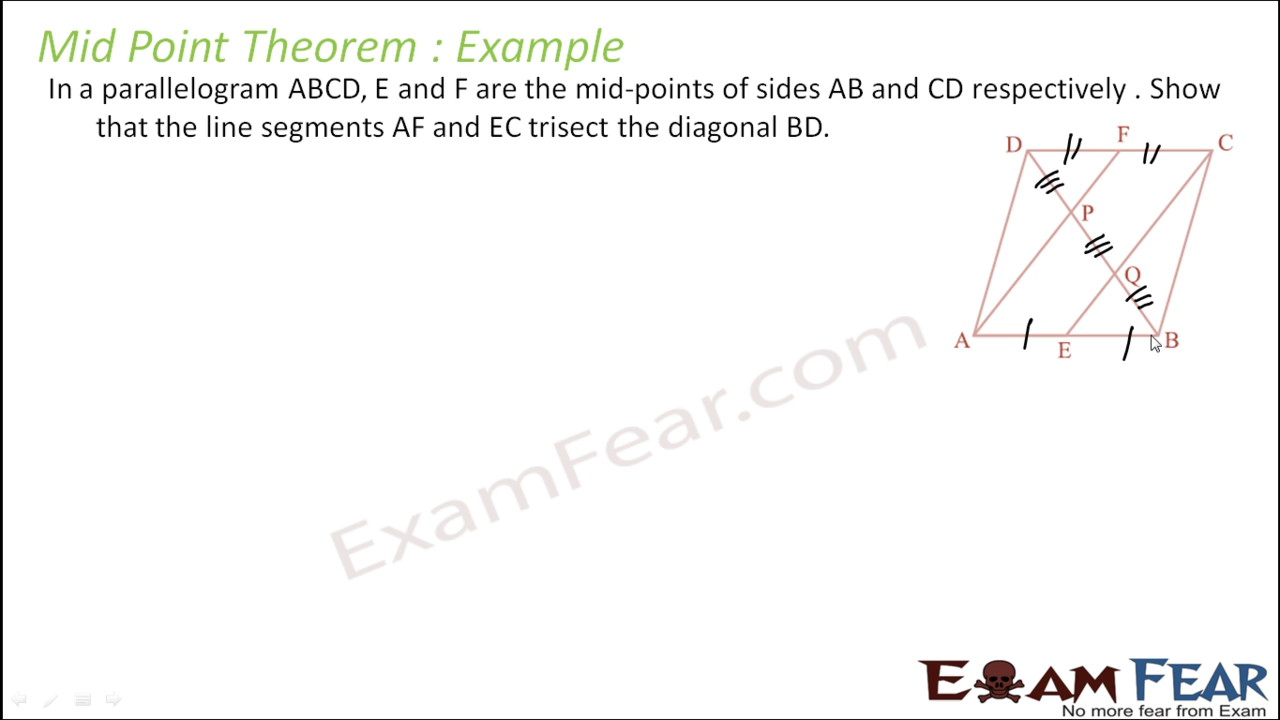 Mid Point Theorem : Example
In a parallelogram ABCD, E and F are the mid-points of sides AB and CD respectively . Show
that the line segments AF and EC trisect the diagonal BD.
D F C
P
Q
A E B
ExamFear.com
EXAM FEAR
No more fear from Exam